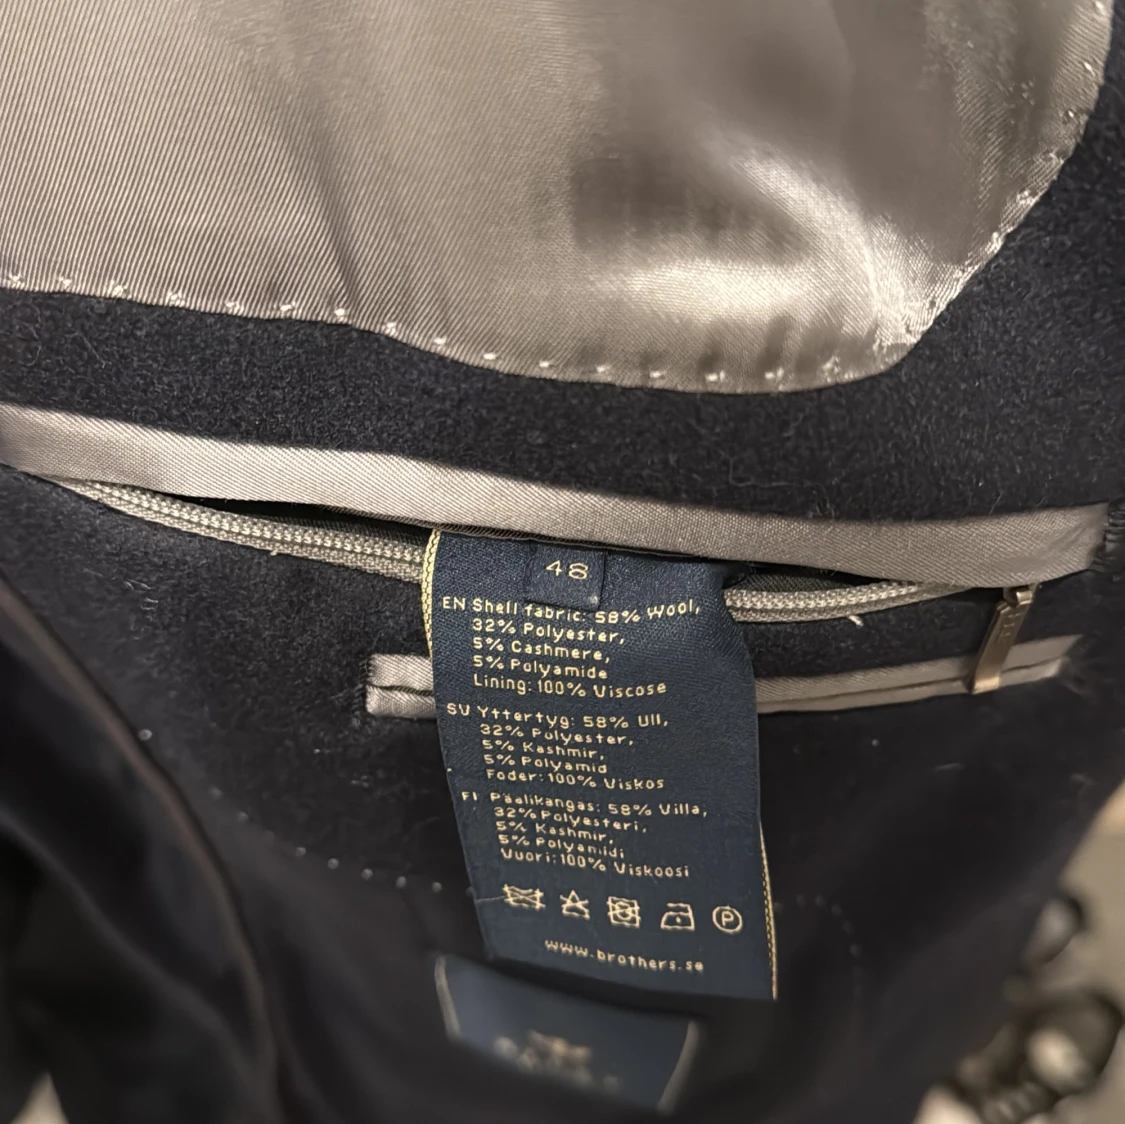 48
EN Shell fabric: 58% Wool,
32% Polyester,
5% Cashmere,
5% Polyamide
Lining: 100% Viscose
SV Yttertyg: 58% Ull,
32% Polyester,
5% Kashmir,
5% Polyamid
Foder: 100% Viskos
FI Päälikangas: 58% Villa,
32% Polyesteri,
5% Kashmir,
5% Polyamidi
Vuori: 100% Viskoosi
P
www.brothers.se